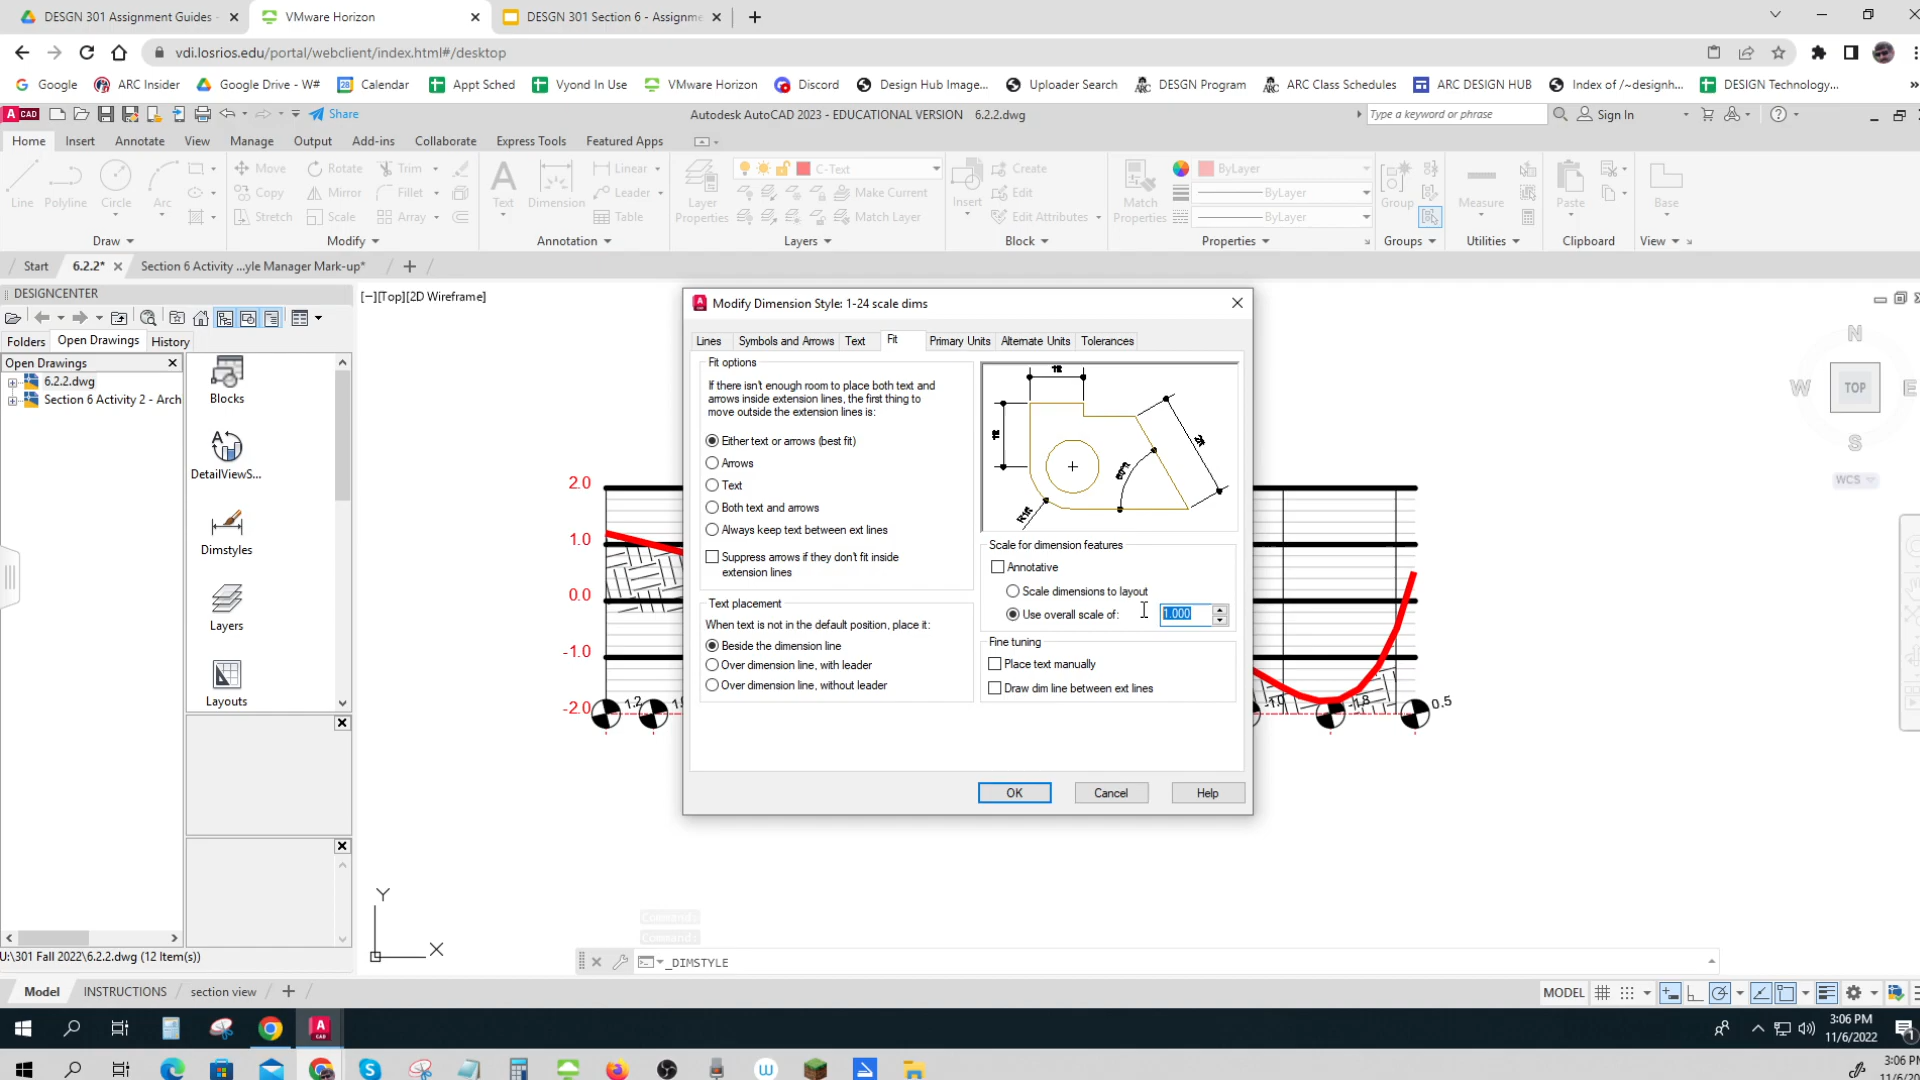 DESGN 301 Assignment Guides
VMware Horizon
DESGN 301 Section 6 - Assignme
vdi.losrios.edu/portal/webclient/index.html#/desktop
Google
ARC Insider
Google Drive - W#
Calendar
Appt Sched
Vyond In Use
VMware Horizon
Discord
Design Hub Image...
Uploader Search
DESGN Program
ARC Class Schedules
ARC DESIGN HUB
Index of /~designh...
DESIGN Technology...
A CAD
Share
Autodesk AutoCAD 2023 - EDUCATIONAL VERSION 6.2.2.dwg
Type a keyword or phrase
Sign In
Home
Insert
Annotate
View
Manage
Output
Add-ins
Collaborate
Express Tools
Featured Apps
Line
Polyline
Circle
Arc
Move
Rotate
Trim
Copy
Mirror
Fillet
Stretch
Scale
Array
Text
Dimension
Linear
Leader
Table
Layer
Properties
C-Text
Make Current
Match Layer
Insert
Create
Edit
Edit Attributes
Match
Properties
ByLayer
ByLayer
ByLayer
Group
Measure
Paste
Base
Draw
Modify
Annotation
Layers
Block
Properties
Groups
Utilities
Clipboard
View
Start
6.2.2*
Section 6 Activity ...yle Manager Mark-up*
DESIGNCENTER
Folders
Open Drawings
History
Open Drawings
6.2.2.dwg
Section 6 Activity 2 - Arch
Blocks
DetailViewS...
Dimstyles
Layers
Layouts
U:\301 Fall 2022\6.2.2.dwg (12 Item(s))
[−][Top][2D Wireframe]
N
W
TOP
E
S
WCS
2.0
1.0
0.0
-1.0
-2.0
1.2
-1.0
-1.8
0.5
Y
X
Modify Dimension Style: 1-24 scale dims
Lines
Symbols and Arrows
Text
Fit
Primary Units
Alternate Units
Tolerances
Fit options
If there isn't enough room to place both text and
arrows inside extension lines, the first thing to
move outside the extension lines is:
Either text or arrows (best fit)
Arrows
Text
Both text and arrows
Always keep text between ext lines
Suppress arrows if they don't fit inside
extension lines
Text placement
When text is not in the default position, place it:
Beside the dimension line
Over dimension line, with leader
Over dimension line, without leader
Scale for dimension features
Annotative
Scale dimensions to layout
Use overall scale of:
1.000
Fine tuning
Place text manually
Draw dim line between ext lines
OK
Cancel
Help
Command:
Command:
_DIMSTYLE
Model
INSTRUCTIONS
section view
MODEL
A
CAD
3:06 PM
11/6/2022
3:06 PM